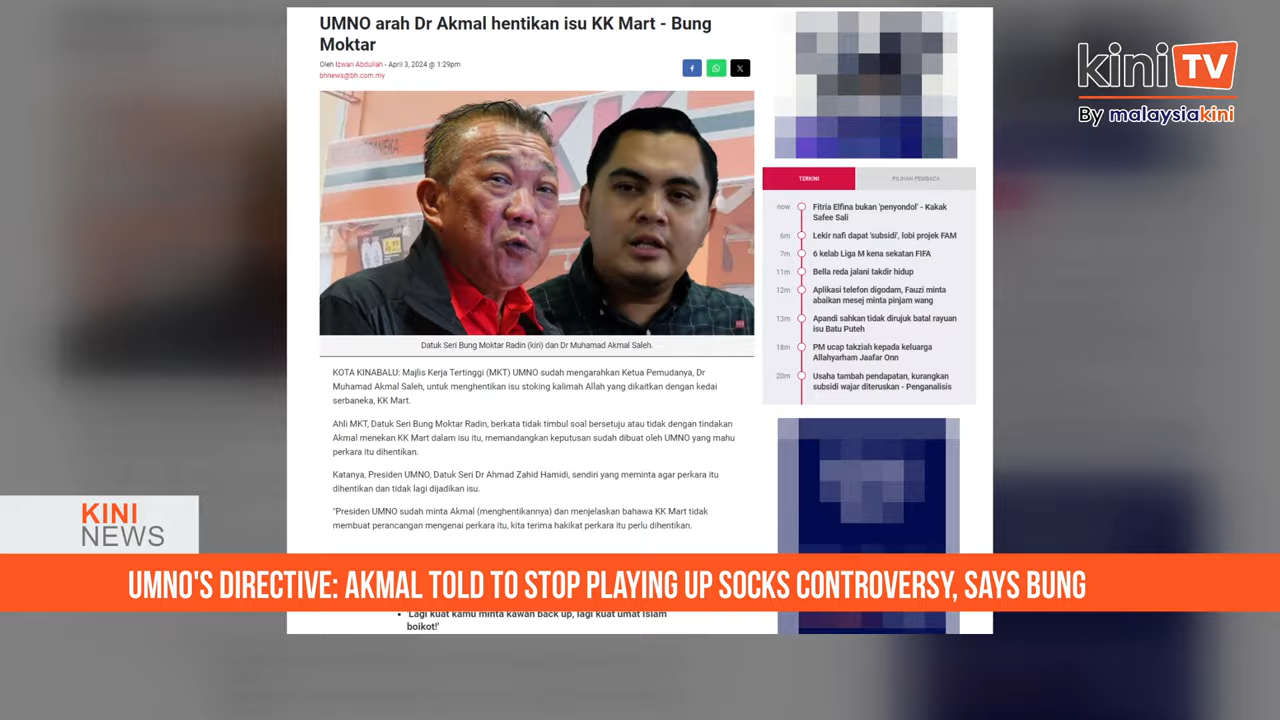 UMNO arah Dr Akmal hentikan isu KK Mart - Bung
Moktar
Oleh Izwan Abdullah - April 3, 2024 @ 1:29pm
bhnews@bh.com.my
Datuk Seri Bung Moktar Radin (kiri) dan Dr Muhamad Akmal Saleh.
KOTA KINABALU: Majlis Kerja Tertinggi (MKT) UMNO sudah mengarahkan Ketua Pemudanya, Dr
Muhamad Akmal Saleh, untuk menghentikan isu stoking kalimah Allah yang dikaitkan dengan kedai
serbaneka, KK Mart.
Ahli MKT, Datuk Seri Bung Moktar Radin, berkata tidak timbul soal bersetuju atau tidak dengan tindakan
Akmal menekan KK Mart dalam isu itu, memandangkan keputusan sudah dibuat oleh UMNO yang mahu
perkara itu dihentikan.
Katanya, Presiden UMNO, Datuk Seri Dr Ahmad Zahid Hamidi, sendiri yang meminta agar perkara itu
dihentikan dan tidak lagi dijadikan isu.
"Presiden UMNO sudah minta Akmal (menghentikannya) dan menjelaskan bahawa KK Mart tidak
membuat perancangan mengenai perkara itu, kita terima hakikat perkara itu perlu dihentikan.
• 'Lagi kuat kamu minta kawan back up, lagi kuat umat Islam
boikot!'
TERKINI
PILIHAN PEMBACA
now Fitria Elfina bukan 'penyondol' - Kakak
Safee Sali
6m Lekir nafi dapat 'subsidi', lobi projek FAM
7m 6 kelab Liga M kena sekatan FIFA
11m Bella reda jalani takdir hidup
12m Aplikasi telefon digodam, Fauzi minta
abaikan mesej minta pinjam wang
13m Apandi sahkan tidak dirujuk batal rayuan
isu Batu Puteh
18m PM ucap takziah kepada keluarga
Allahyarham Jaafar Onn
20m Usaha tambah pendapatan, kurangkan
subsidi wajar diteruskan - Penganalisis
kini TV
By malaysiakini
KINI
NEWS
UMNO'S DIRECTIVE: AKMAL TOLD TO STOP PLAYING UP SOCKS CONTROVERSY, SAYS BUNG